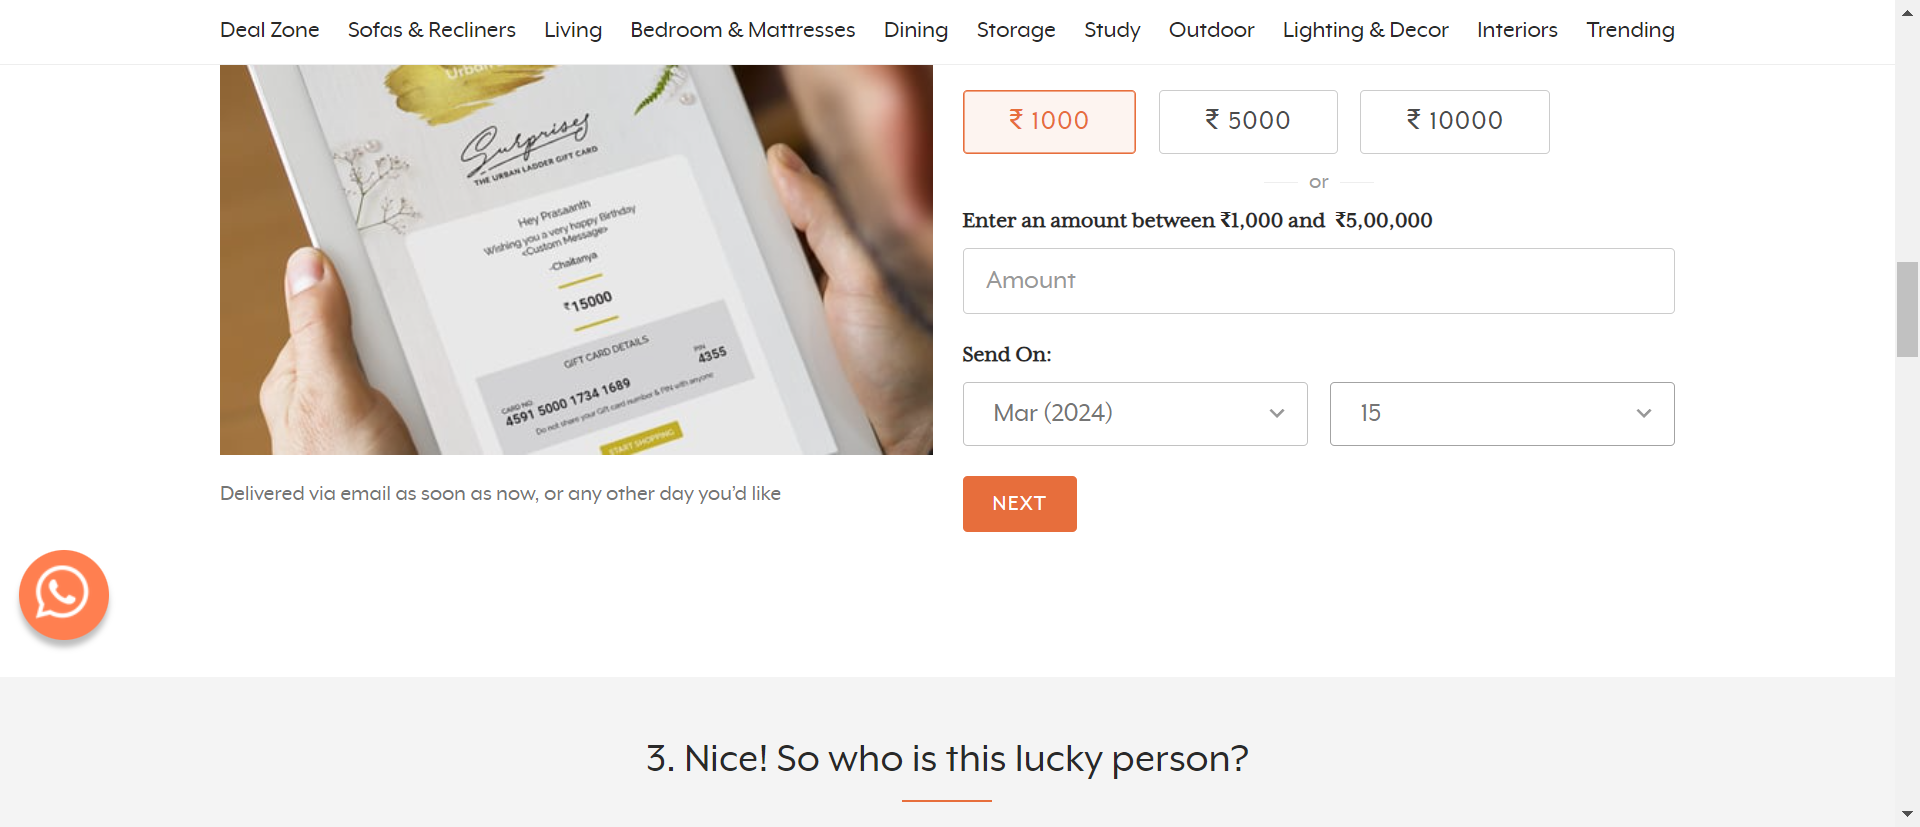 Deal Zone Sofas & Recliners Living Bedroom & Mattresses Dining Storage Study Outdoor Lighting & Decor Interiors Trending
Urban
Surprises
THE URBAN LADDER GIFT CARD
Hey Prasaanth
Wishing you a very happy Birthday
<Custom Message>
-Chaitanya
₹15000
GIFT CARD DETAILS
CARD NO.
4591 5000 1734 1689
PIN
4355
Do not share your Gift card number & PIN with anyone
START SHOPPING
Delivered via email as soon as now, or any other day you’d like
₹ 1000 ₹ 5000 ₹ 10000
or
Enter an amount between ₹1,000 and ₹5,00,000
Amount
Send On:
Mar (2024) 15
NEXT
3. Nice! So who is this lucky person?